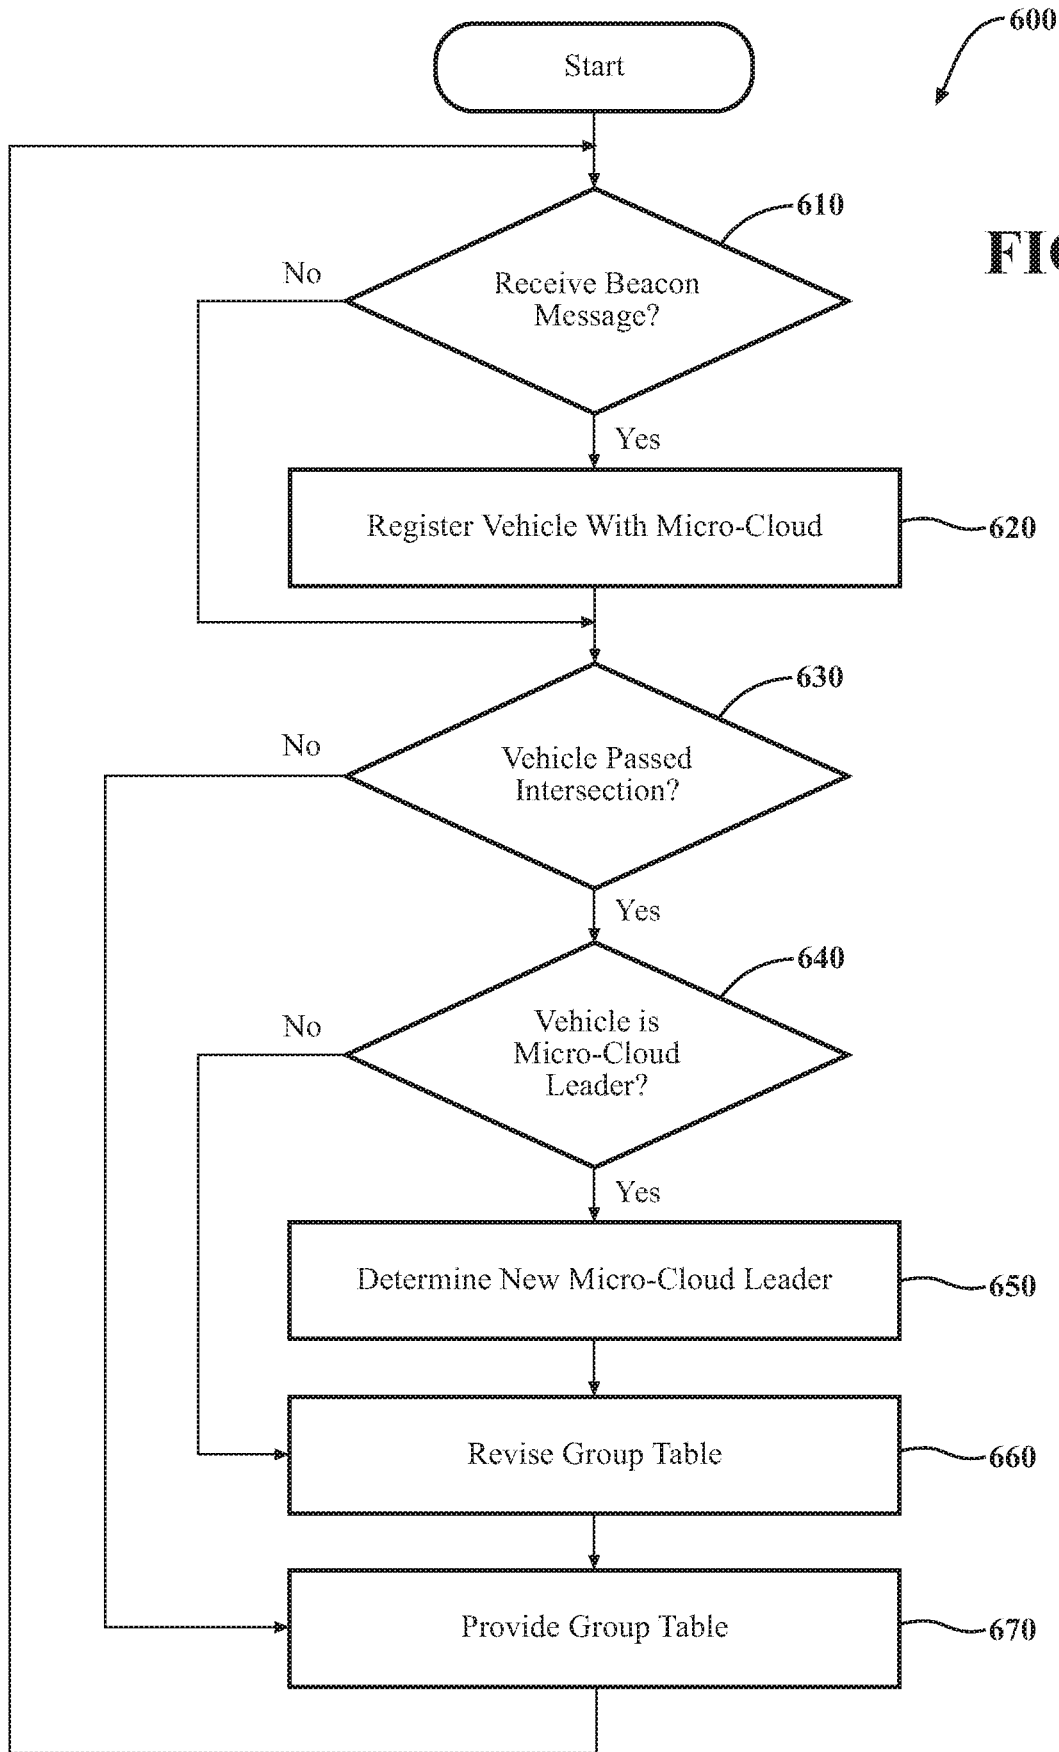 600
Start
610
FIG
No
Receive Beacon
Message?
Yes
Register Vehicle With Micro-Cloud
620
630
No
Vehicle Passed
Intersection?
Yes
640
No
Vehicle is
Micro-Cloud
Leader?
Yes
Determine New Micro-Cloud Leader
650
Revise Group Table
660
Provide Group Table
670